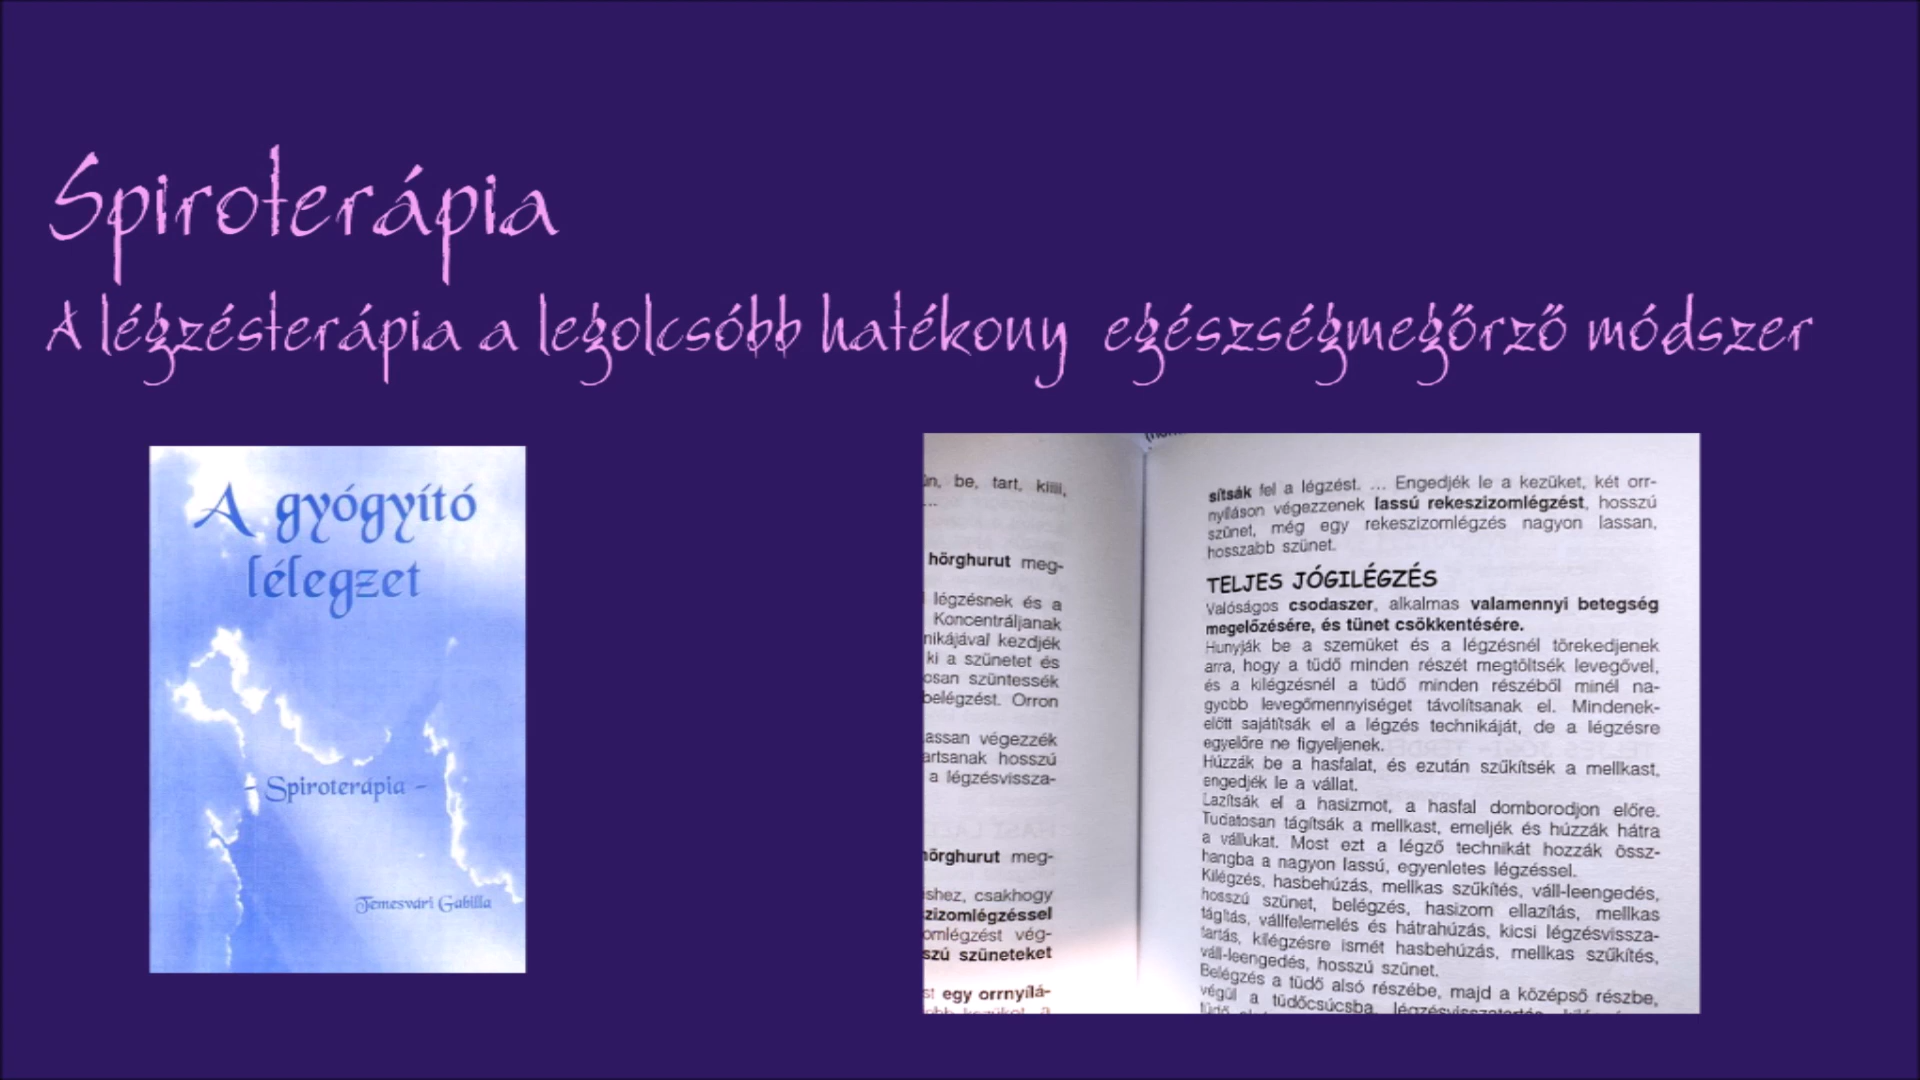 Spiroterápia
A légzésterápia a legolcsóbb hatékony egészségmegőrző módszer
A gyógyító
lélegzet
- Spiroterápia -
Temesvári Gabilla
be, tart, kiiii,
...
hörghurut meg-
légzésnek és a
Koncentráljanak
nikájával kezdjék
ki a szünetet és
osan szüntessék
belégzést. Orron
assan végezzék
artsanak hosszú
a légzésvissza-
hörghurut meg-
shez, csakhogy
zizomlégzéssel
omlégzést vég-
szú szüneteket
egy orrnyílá-
sítsák fel a légzést. ... Engedjék le a kezüket, két orr-
nyíláson végezzenek lassú rekeszizomlégzést, hosszú
szünet, még egy rekeszizomlégzés nagyon lassan,
hosszabb szünet.
TELJES JÓGILÉGZÉS
Valóságos csodaszer, alkalmas valamennyi betegség
megelőzésére, és tünet csökkentésére.
Hunyják be a szemüket és a légzésnél törekedjenek
arra, hogy a tüdő minden részét megtöltsék levegővel,
és a kilégzésnél a tüdő minden részéből minél na-
gyobb levegőmennyiséget távolítsanak el. Mindenek-
előtt sajátítsák el a légzés technikáját, de a légzésre
egyelőre ne figyeljenek.
Húzzák be a hasfalat, és ezután szűkítsék a mellkast,
engedjék le a vállat.
Lazítsák el a hasizmot, a hasfal domborodjon előre.
Tudatosan tágítsák a mellkast, emeljék és húzzák hátra
a vállukat. Most ezt a légző technikát hozzák össz-
hangba a nagyon lassú, egyenletes légzéssel.
Kilégzés, hasbehúzás, mellkas szűkítés, váll-leengedés,
hosszú szünet, belégzés, hasizom ellazítás, mellkas
tágítás, vállfelemelés és hátrahúzás, kicsi légzésvissza-
tartás, kilégzésre ismét hasbehúzás, mellkas szűkítés,
váll-leengedés, hosszú szünet.
Belégzés a tüdő alsó részébe, majd a középső részbe,
végül a tüdőcsúcsba, légzésvisszatartás,